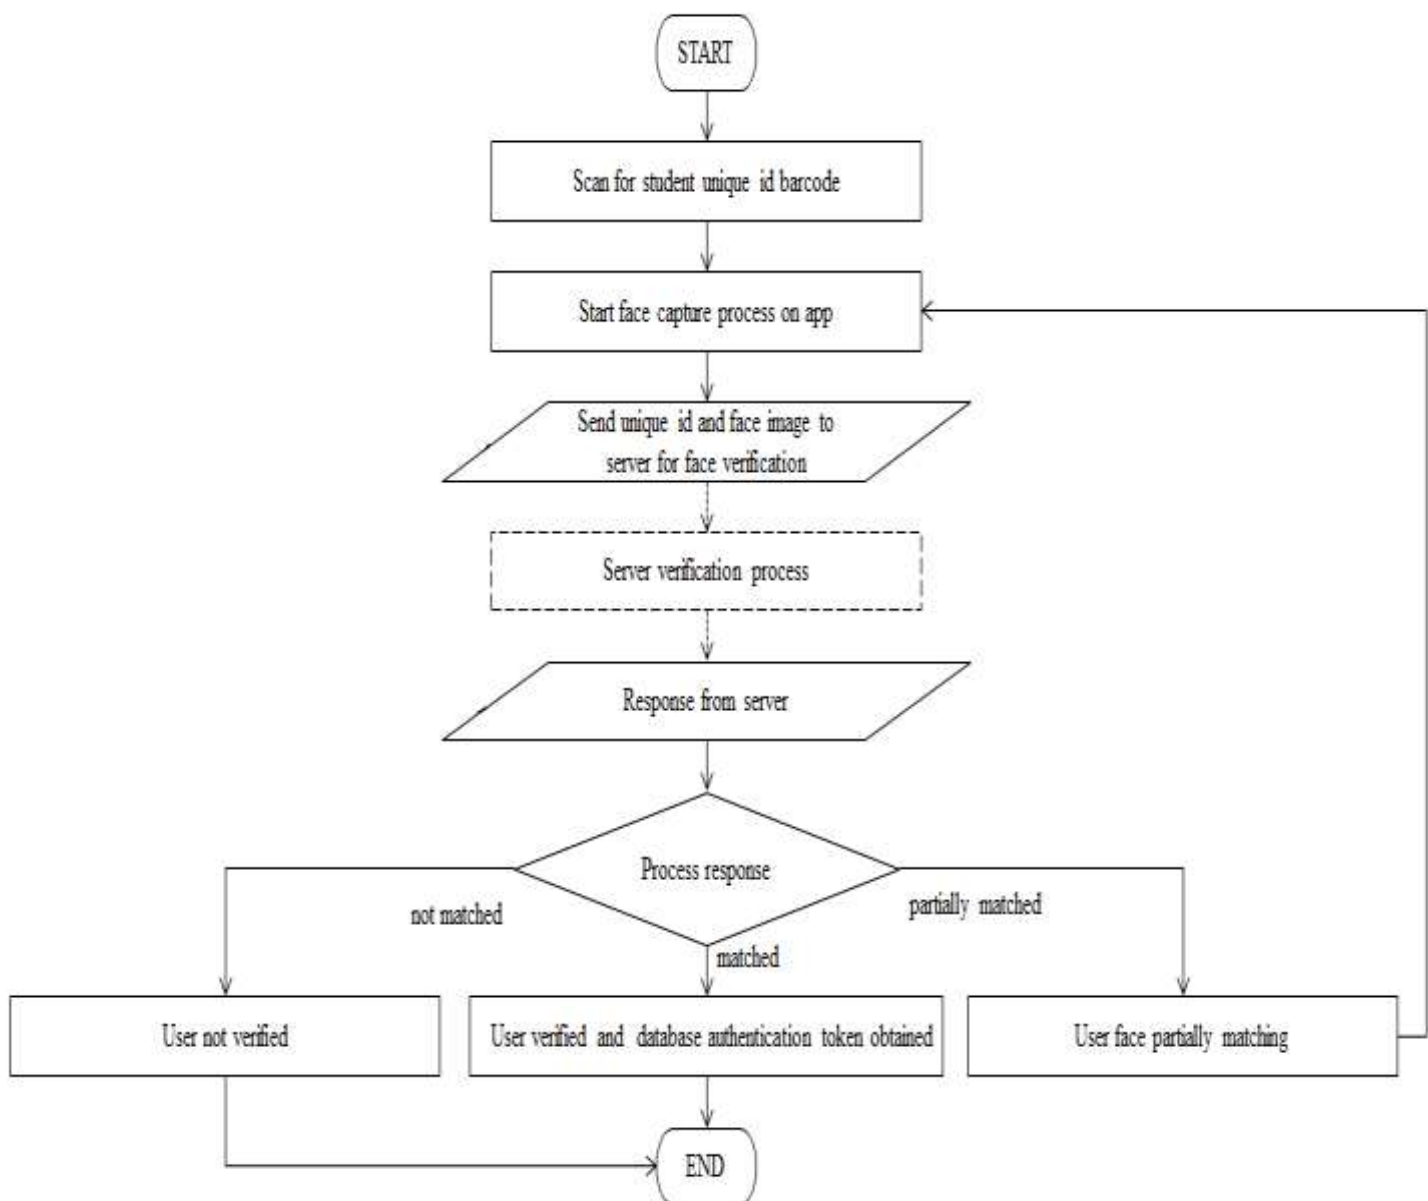 START
Scan for student unique id barcode
Start face capture process on app
Send unique id and face image to
server for face verification
Server verification process
Response from server
Process response
not matched
partially matched
matched
User not verified
User verified and database authentication token obtained
User face partially matching
END